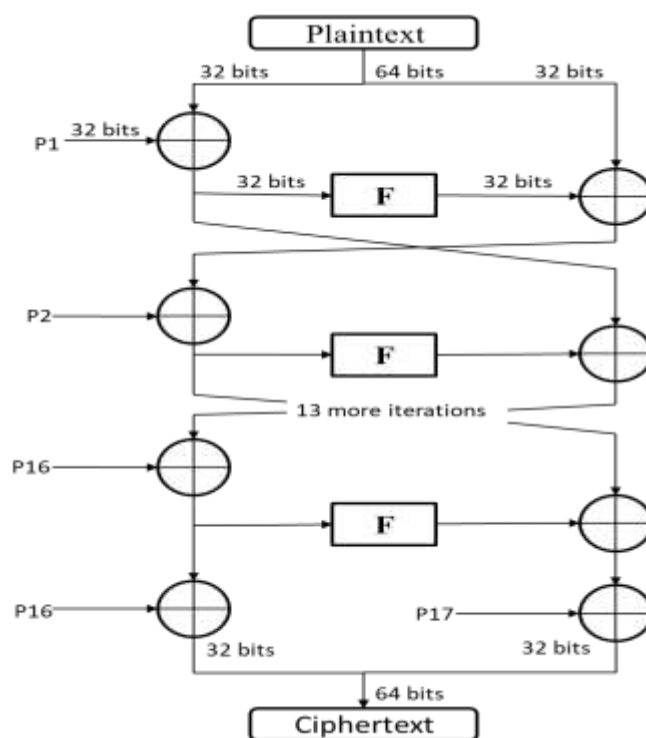 Plaintext
32 bits 64 bits 32 bits
32 bits
P1
32 bits F 32 bits
P2
F
13 more iterations
P16
F
P16 P17
32 bits 32 bits
64 bits
Ciphertext